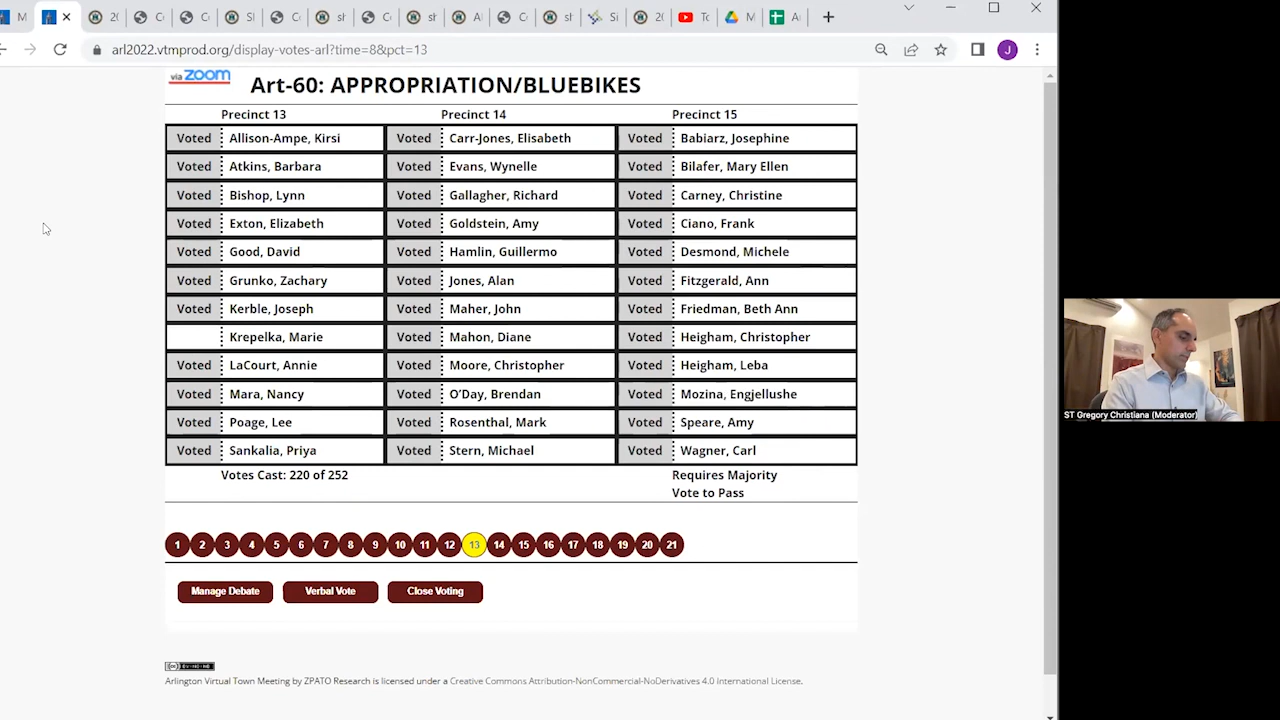 arl2022.vtmprod.org/display-votes-arl?time=8&pct=13
J
via zoom
Art-60: APPROPRIATION/BLUEBIKES
Precinct 13 Precinct 14 Precinct 15
Voted Allison-Ampe, Kirsi Voted Carr-Jones, Elisabeth Voted Babiarz, Josephine
Voted Atkins, Barbara Voted Evans, Wynelle Voted Bilafer, Mary Ellen
Voted Bishop, Lynn Voted Gallagher, Richard Voted Carney, Christine
Voted Exton, Elizabeth Voted Goldstein, Amy Voted Ciano, Frank
Voted Good, David Voted Hamlin, Guillermo Voted Desmond, Michele
Voted Grunko, Zachary Voted Jones, Alan Voted Fitzgerald, Ann
Voted Kerble, Joseph Voted Maher, John Voted Friedman, Beth Ann
Krepelka, Marie Voted Mahon, Diane Voted Heigham, Christopher
Voted LaCourt, Annie Voted Moore, Christopher Voted Heigham, Leba
Voted Mara, Nancy Voted O'Day, Brendan Voted Mozina, Engjellushe
Voted Poage, Lee Voted Rosenthal, Mark Voted Speare, Amy
Voted Sankalia, Priya Voted Stern, Michael Voted Wagner, Carl
Votes Cast: 220 of 252 Requires Majority
Vote to Pass
ST Gregory Christiana (Moderator)
1 2 3 4 5 6 7 8 9 10 11 12 13 14 15 16 17 18 19 20 21
Manage Debate Verbal Vote Close Voting
Arlington Virtual Town Meeting by ZPATO Research is licensed under a Creative Commons Attribution-NonCommercial-NoDerivatives 4.0 International License.